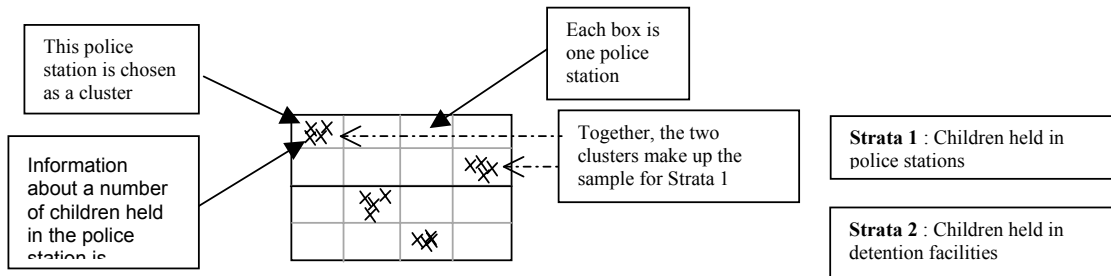 This police
station is chosen
as a cluster
Each box is
one police
station
Information
about a number
of children held
in the police
station is
Together, the two
clusters make up the
sample for Strata 1
Strata 1 : Children held in
police stations
Strata 2 : Children held in
detention facilities